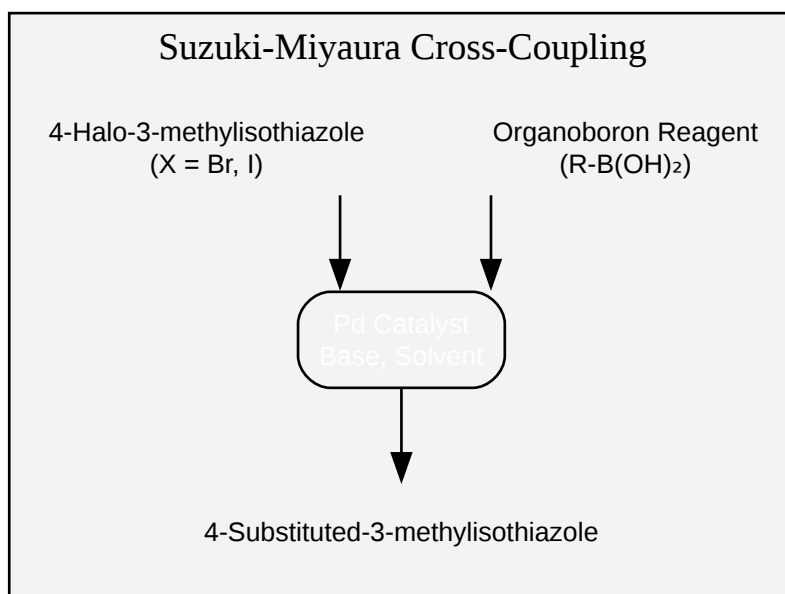 Suzuki-Miyaura Cross-Coupling
4-Halo-3-methylisothiazole
(X = Br, I)
Organoboron Reagent
(R-B(OH)₂)
Pd Catalyst
Base, Solvent
4-Substituted-3-methylisothiazole